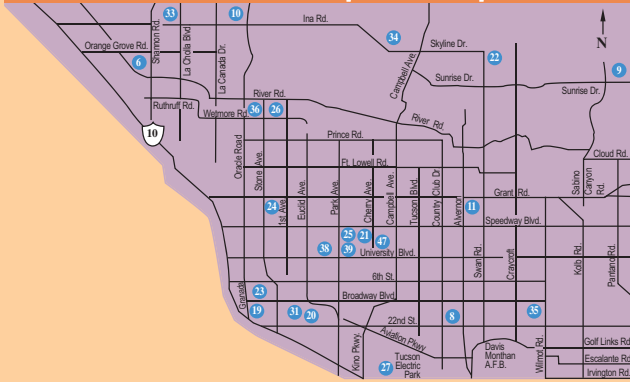 33
10
Ina Rd.
34
Orange Grove Rd.
6
Shannon Rd.
La Cholla Blvd
La Canada Dr.
Campbell Ave.
Skyline Dr.
22
N
9
Sunrise Dr.
Sunrise Dr.
Ruthruff Rd.
River Rd.
Wetmore Rd.
36
26
River Rd.
10
Prince Rd.
Cloud Rd.
Ft. Lowell Rd.
Oracle Road
Stone Ave.
1st Ave.
Euclid Ave.
Park Ave.
Cherry Ave.
Campbell Ave.
Tucson Blvd.
Country Club Dr
Alvernon
Grant Rd.
Sabino
Canyon
Rd.
24
11
Speedway Blvd.
25
21
47
38
39
University Blvd.
Swan Rd.
Craycroft
Kolb Rd.
Pantano Rd.
6th St.
Granada
23
Broadway Blvd.
19
31
20
22nd St.
8
35
Aviation Pkwy
Kino Pkwy.
27
Tucson
Electric
Park
Davis
Monthan
A.F.B.
Wilmot Rd.
Golf Links Rd.
Escalante Rd.
Irvington Rd.